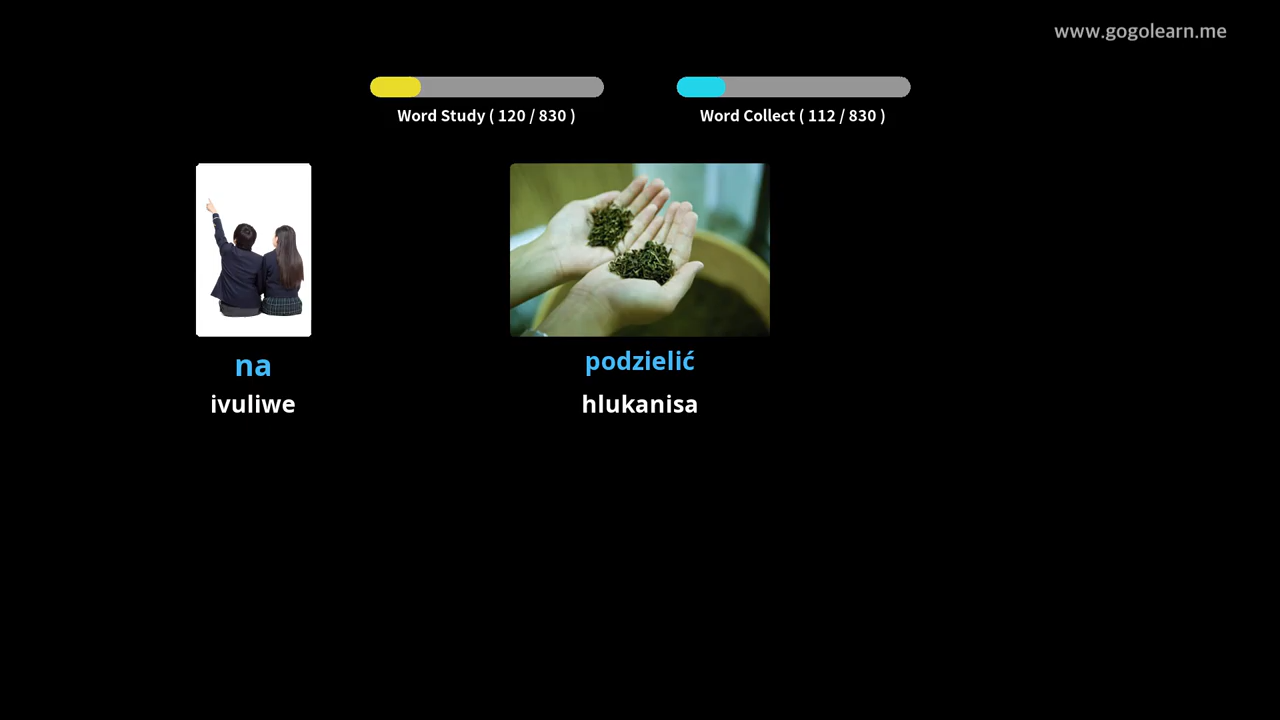 www.gogolearn.me
Word Study ( 120 / 830 )
Word Collect ( 112 / 830 )
na
ivuliwe
podzielić
hlukanisa